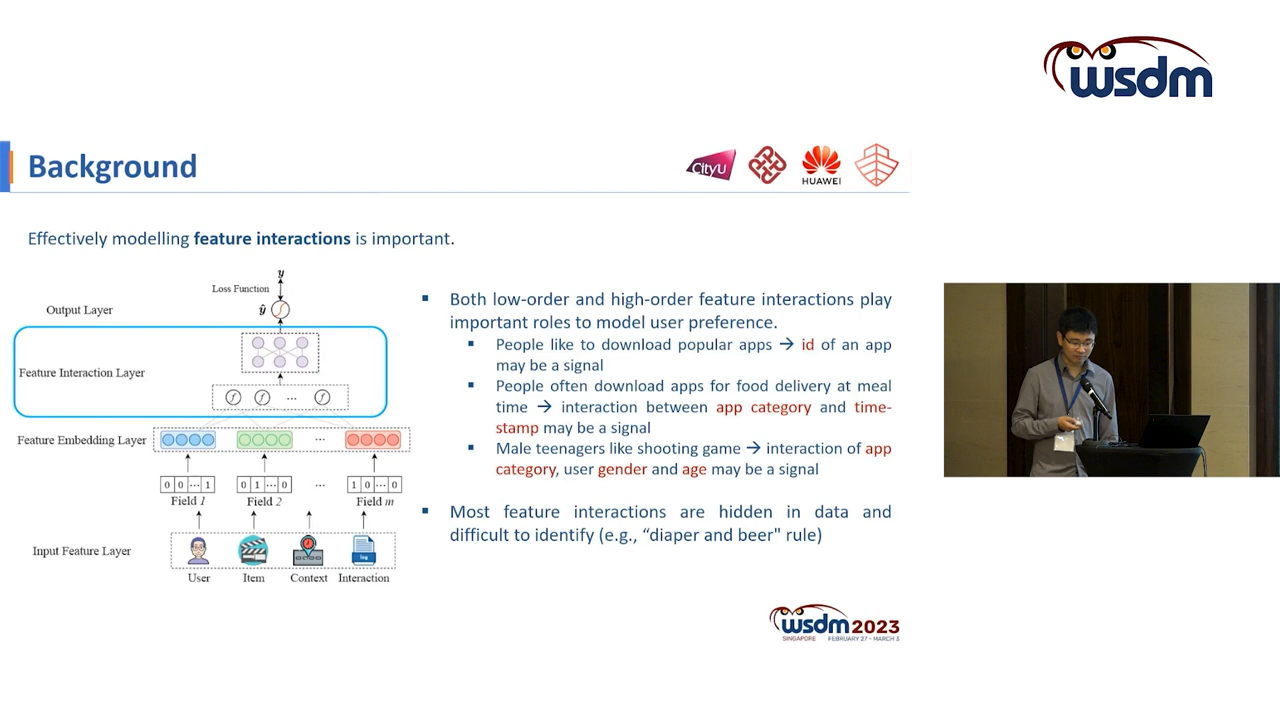 wsdm
Background
CityU
HUAWEI
Effectively modelling feature interactions is important.
y
Loss Function
ŷ
Output Layer
Feature Interaction Layer
f f ... f
Feature Embedding Layer
...
0 0 ... 1
0 1 ... 0
...
1 0 ... 0
Field 1
Field 2
Field m
Input Feature Layer
log
User
Item
Context
Interaction
▪ Both low-order and high-order feature interactions play
important roles to model user preference.
▪ People like to download popular apps → id of an app
may be a signal
▪ People often download apps for food delivery at meal
time → interaction between app category and time-
stamp may be a signal
▪ Male teenagers like shooting game → interaction of app
category, user gender and age may be a signal
▪ Most feature interactions are hidden in data and
difficult to identify (e.g., “diaper and beer" rule)
wsdm 2023
SINGAPORE FEBRUARY 27 - MARCH 3